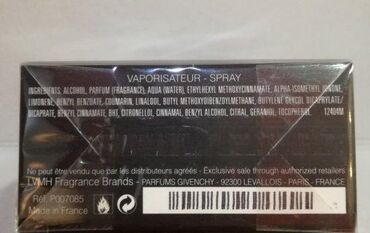 VAPORISATEUR - SPRAY
INGREDIENTS: ALCOHOL, PARFUM (FRAGRANCE), AQUA (WATER), ETHYLHEXYL METHOXYCINNAMATE, ALPHA-ISOMETHYL IONONE,
LIMONENE, BENZYL BENZOATE, COUMARIN, LINALOOL, BUTYL METHOXYDIBENZOYLMETHANE, BUTYLENE GLYCOL DICAPRYLATE/
DICAPRATE, BENZYL CINNAMATE, BHT, CITRONELLOL, CINNAMAL, BENZYL ALCOHOL, CITRAL, GERANIOL, TOCOPHEROL. 12404M
Ne peut être vendu que par les distributeurs agréés - Exclusive sale through authorized retailers
LVMH Fragrance Brands - PARFUMS GIVENCHY - 92300 LEVALLOIS - PARIS - FRANCE
Réf. P007085
Made in France